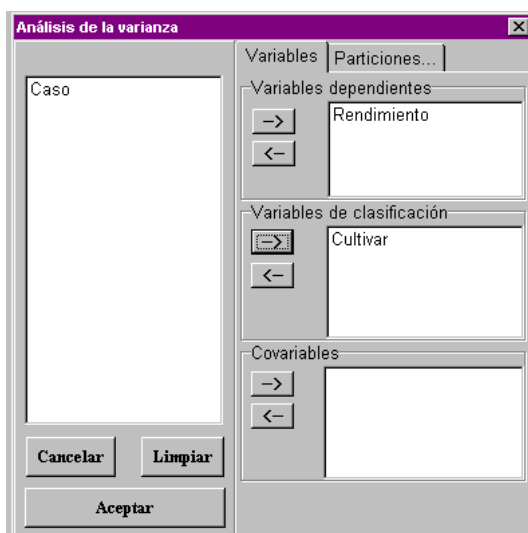 Análisis de la varianza
Caso
Cancelar
Limpiar
Aceptar
Variables
Particiones...
Variables dependientes
-->
<--
Rendimiento
Variables de clasificación
-->
<--
Cultivar
Covariables
-->
<--